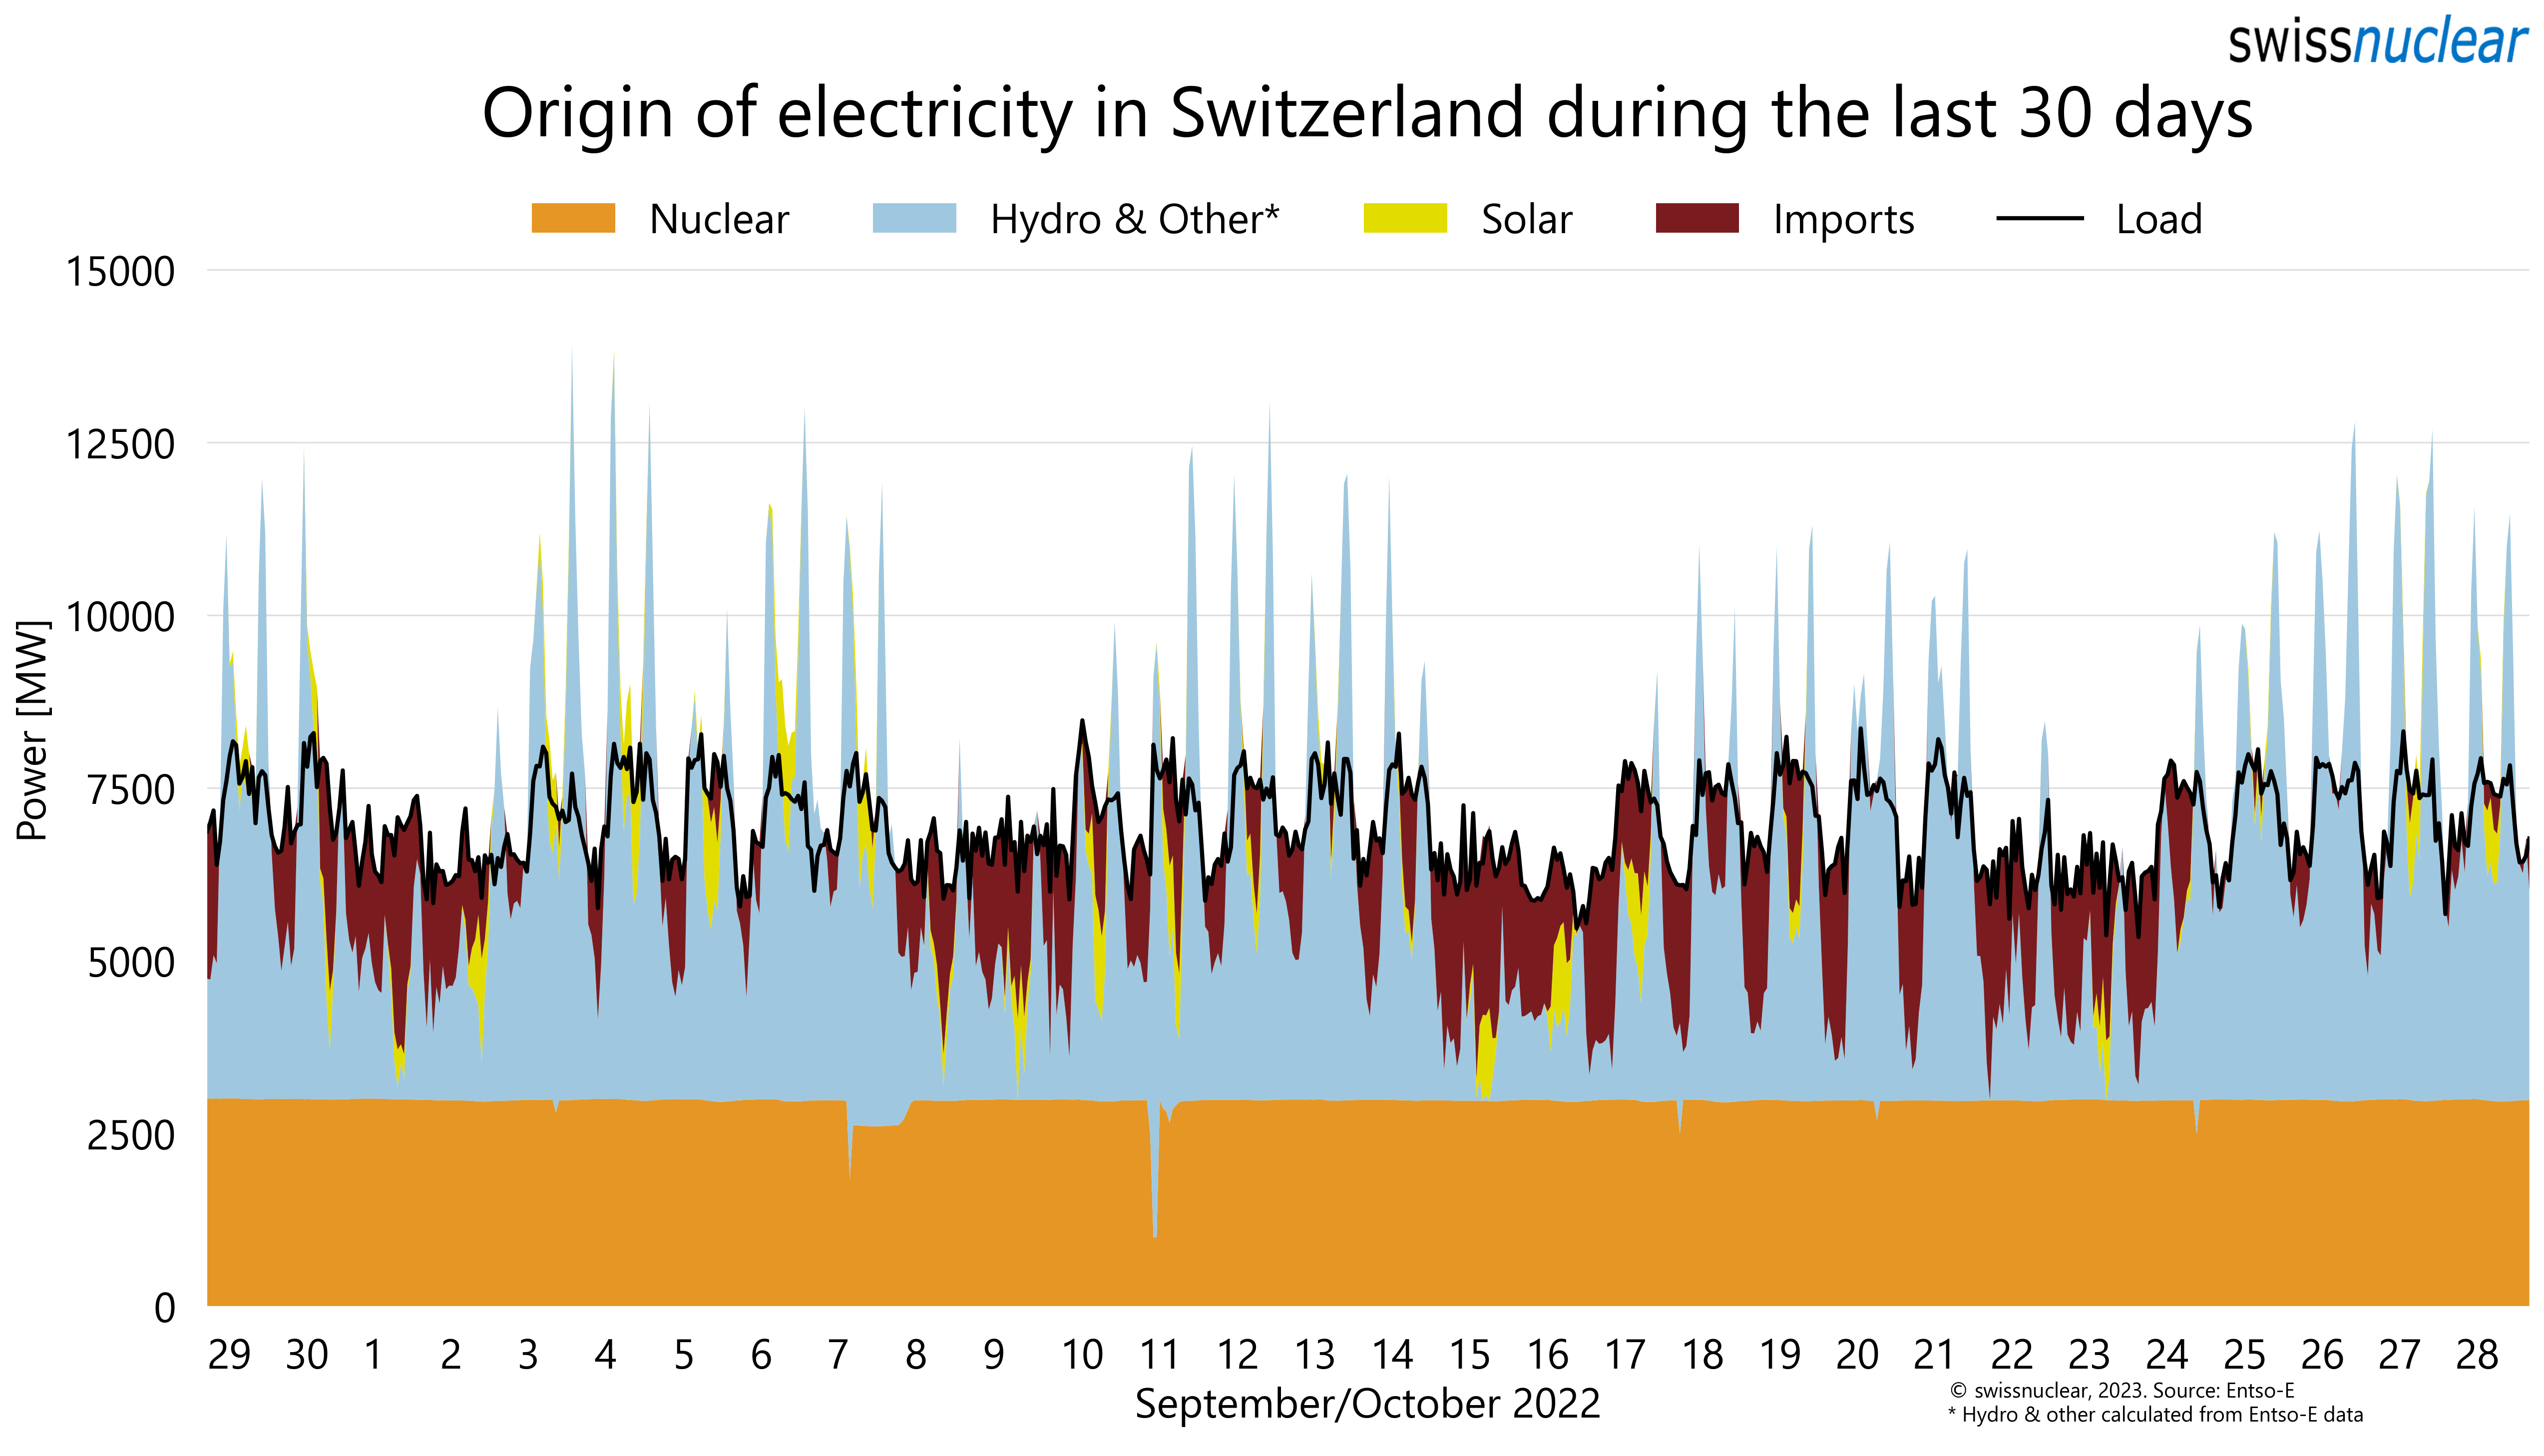 swissnuclear
Origin of electricity in Switzerland during the last 30 days
Nuclear Hydro & Other* Solar Imports Load
15000
12500
10000
7500
5000
2500
0
Power [MW]
29 30 1 2 3 4 5 6 7 8 9 10 11 12 13 14 15 16 17 18 19 20 21 22 23 24 25 26 27 28
September/October 2022
© swissnuclear, 2023. Source: Entso-E
* Hydro & other calculated from Entso-E data